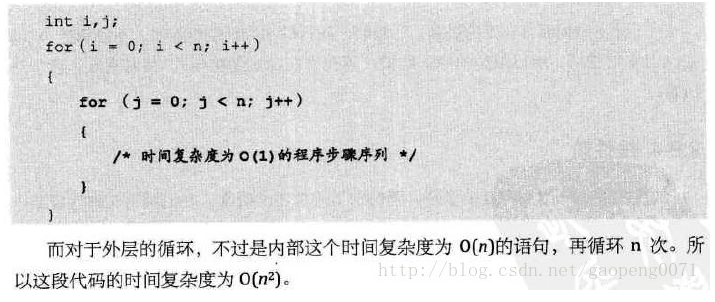 int i,j;
for(i = 0; i < n; i++)
{
for (j = 0; j < n; j++)
{
/* 时间复杂度为O(1)的程序步骤序列 */
}
}
而对于外层的循环，不过是内部这个时间复杂度为 O(n)的语句，再循环 n 次。所
以这段代码的时间复杂度为 O(n²)。
http://blog.csdn.net/gaopeng0071